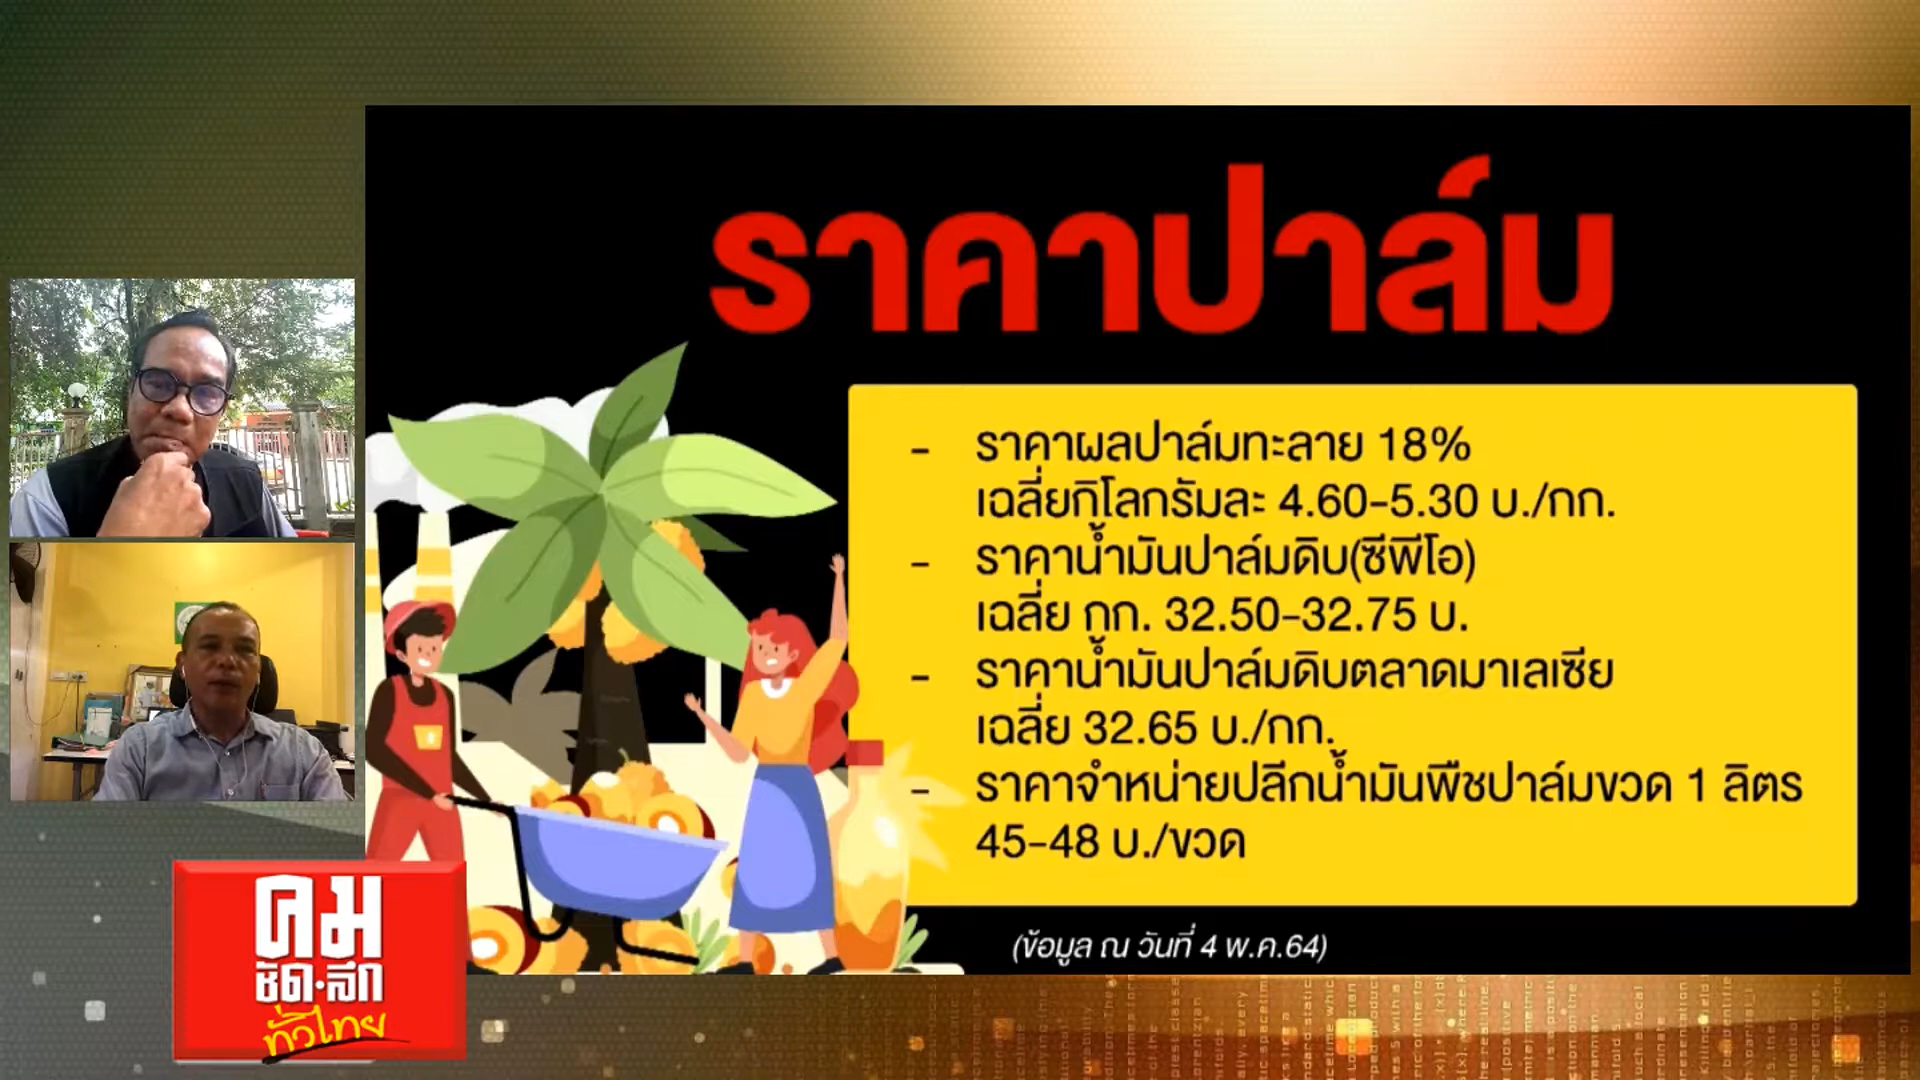 ราคาปาล์ม
- ราคาผลปาล์มทะลาย 18%
เฉลี่ยกิโลกรัมละ 4.60-5.30 บ./กก.
- ราคาน้ำมันปาล์มดิบ(ซีพีโอ)
เฉลี่ย กก. 32.50-32.75 บ.
- ราคาน้ำมันปาล์มดิบตลาดมาเลเซีย
เฉลี่ย 32.65 บ./กก.
- ราคาจำหน่ายปลีกน้ำมันพืชปาล์มขวด 1 ลิตร
45-48 บ./ขวด
(ข้อมูล ณ วันที่ 4 พ.ค.64)
คม
ชัด•ลึก
ทั่วไทย